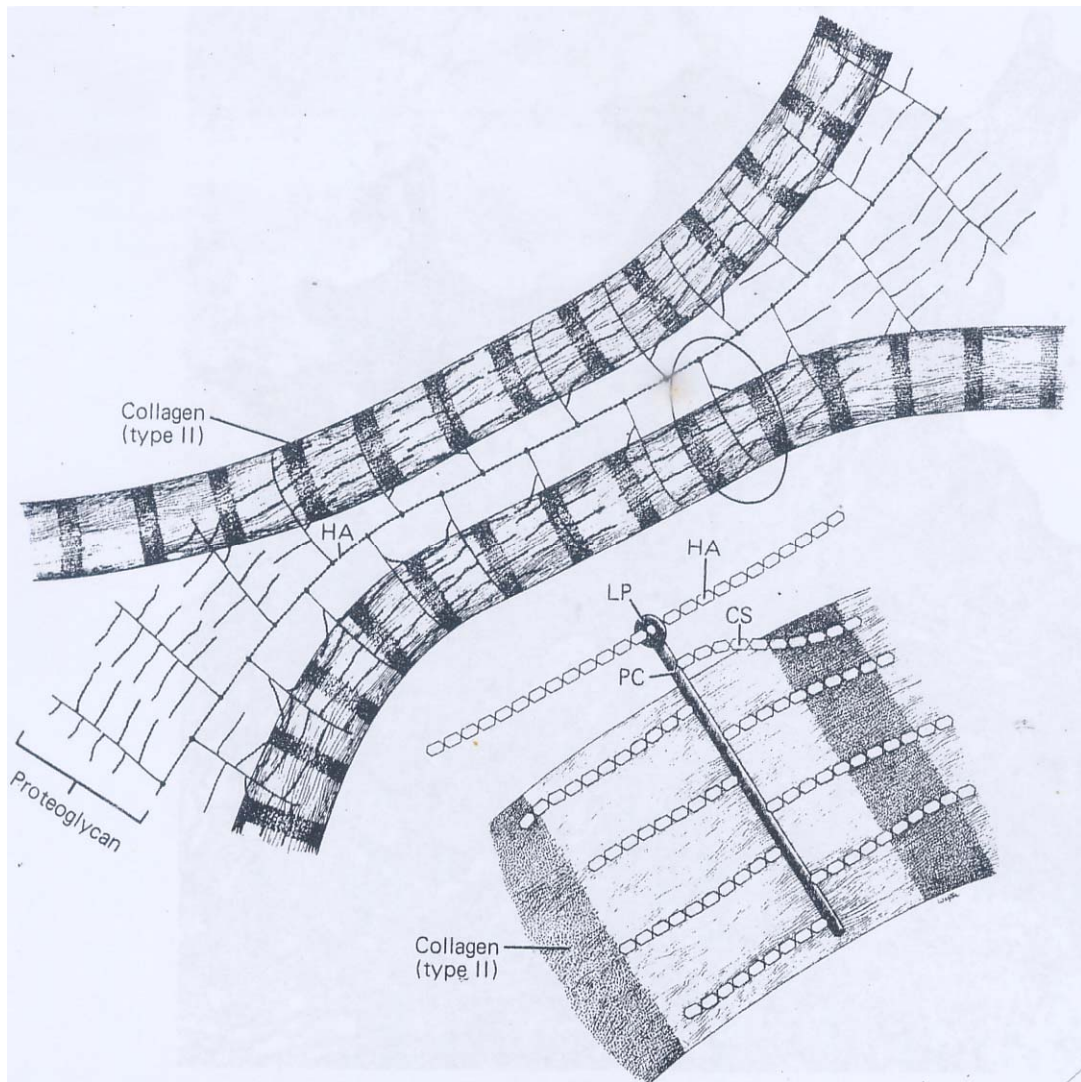 Collagen
(type II)
HA
HA
LP
CS
PC
Proteoglycan
Collagen
(type II)